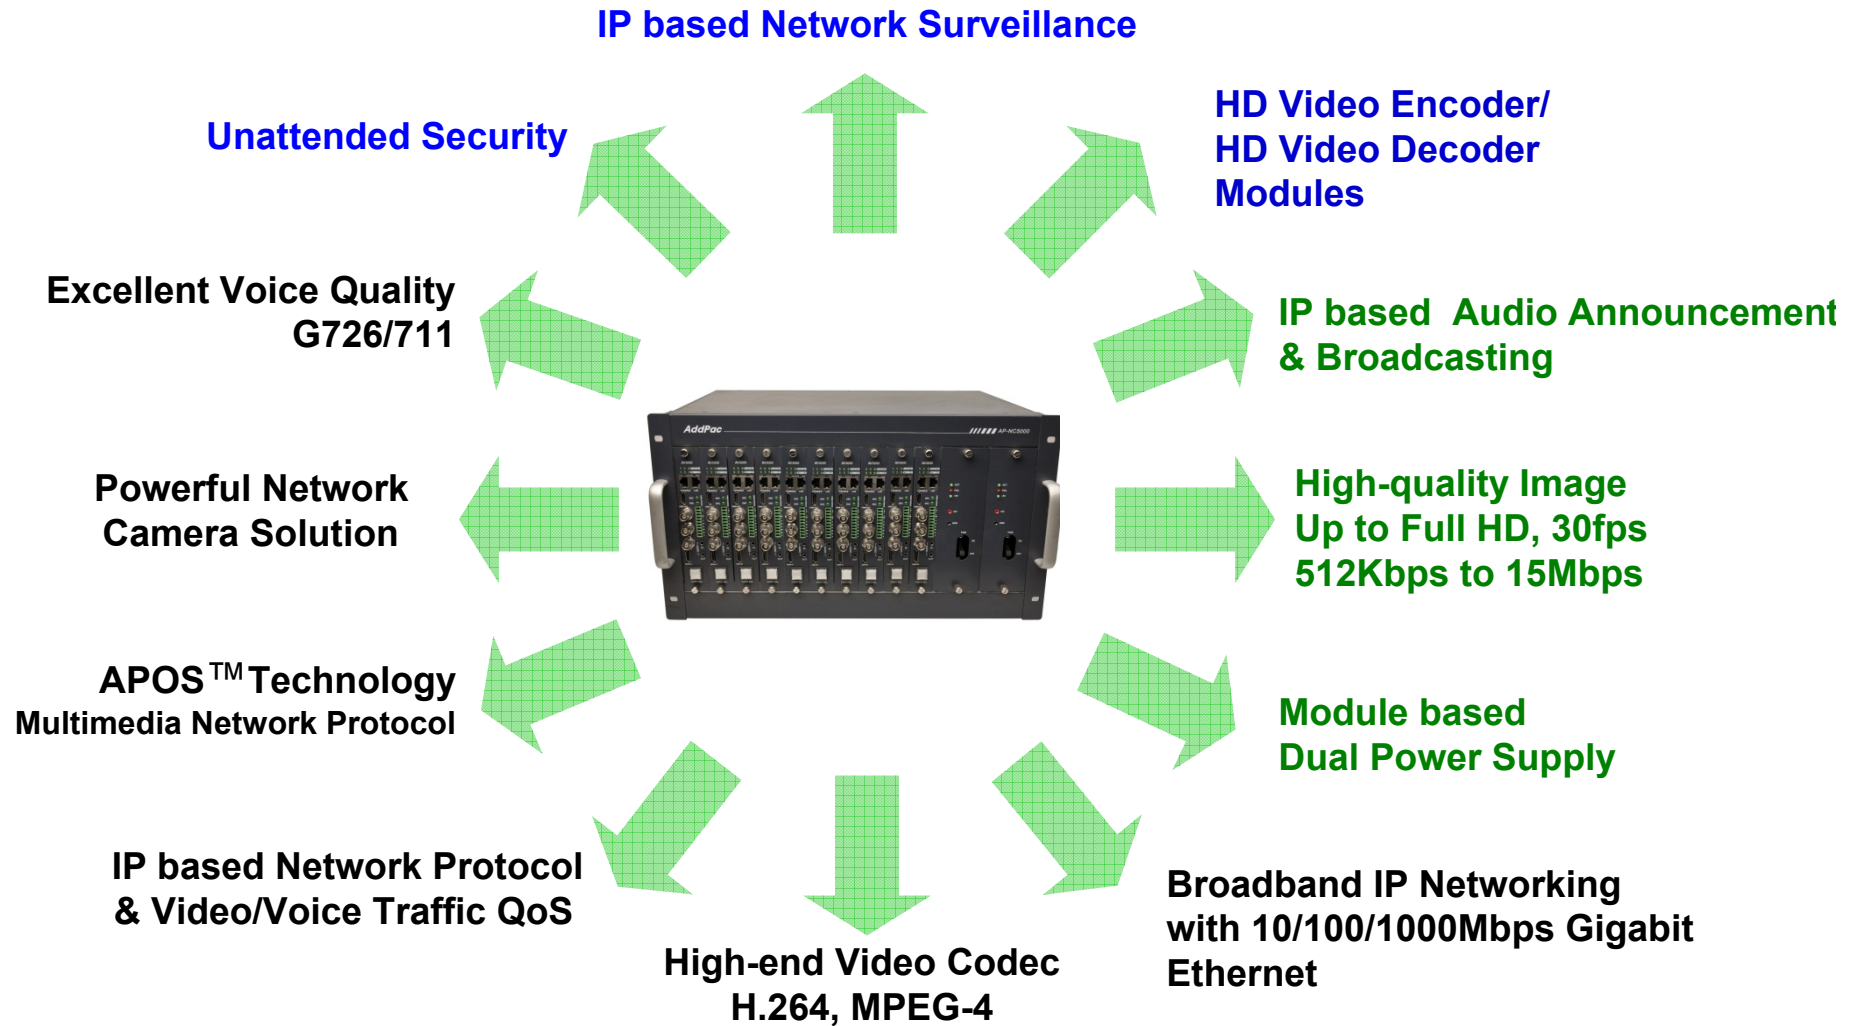 IP based Network Surveillance
Unattended Security
HD Video Encoder/
HD Video Decoder
Modules
Excellent Voice Quality
G726/711
IP based  Audio Announcement
& Broadcasting
AddPac
AP-NC5000
Powerful Network
Camera Solution
High-quality Image
Up to Full HD, 30fps
512Kbps to 15Mbps
APOS™Technology
Multimedia Network Protocol
Module based
Dual Power Supply
IP based Network Protocol
& Video/Voice Traffic QoS
High-end Video Codec
H.264, MPEG-4
Broadband IP Networking
with 10/100/1000Mbps Gigabit
Ethernet